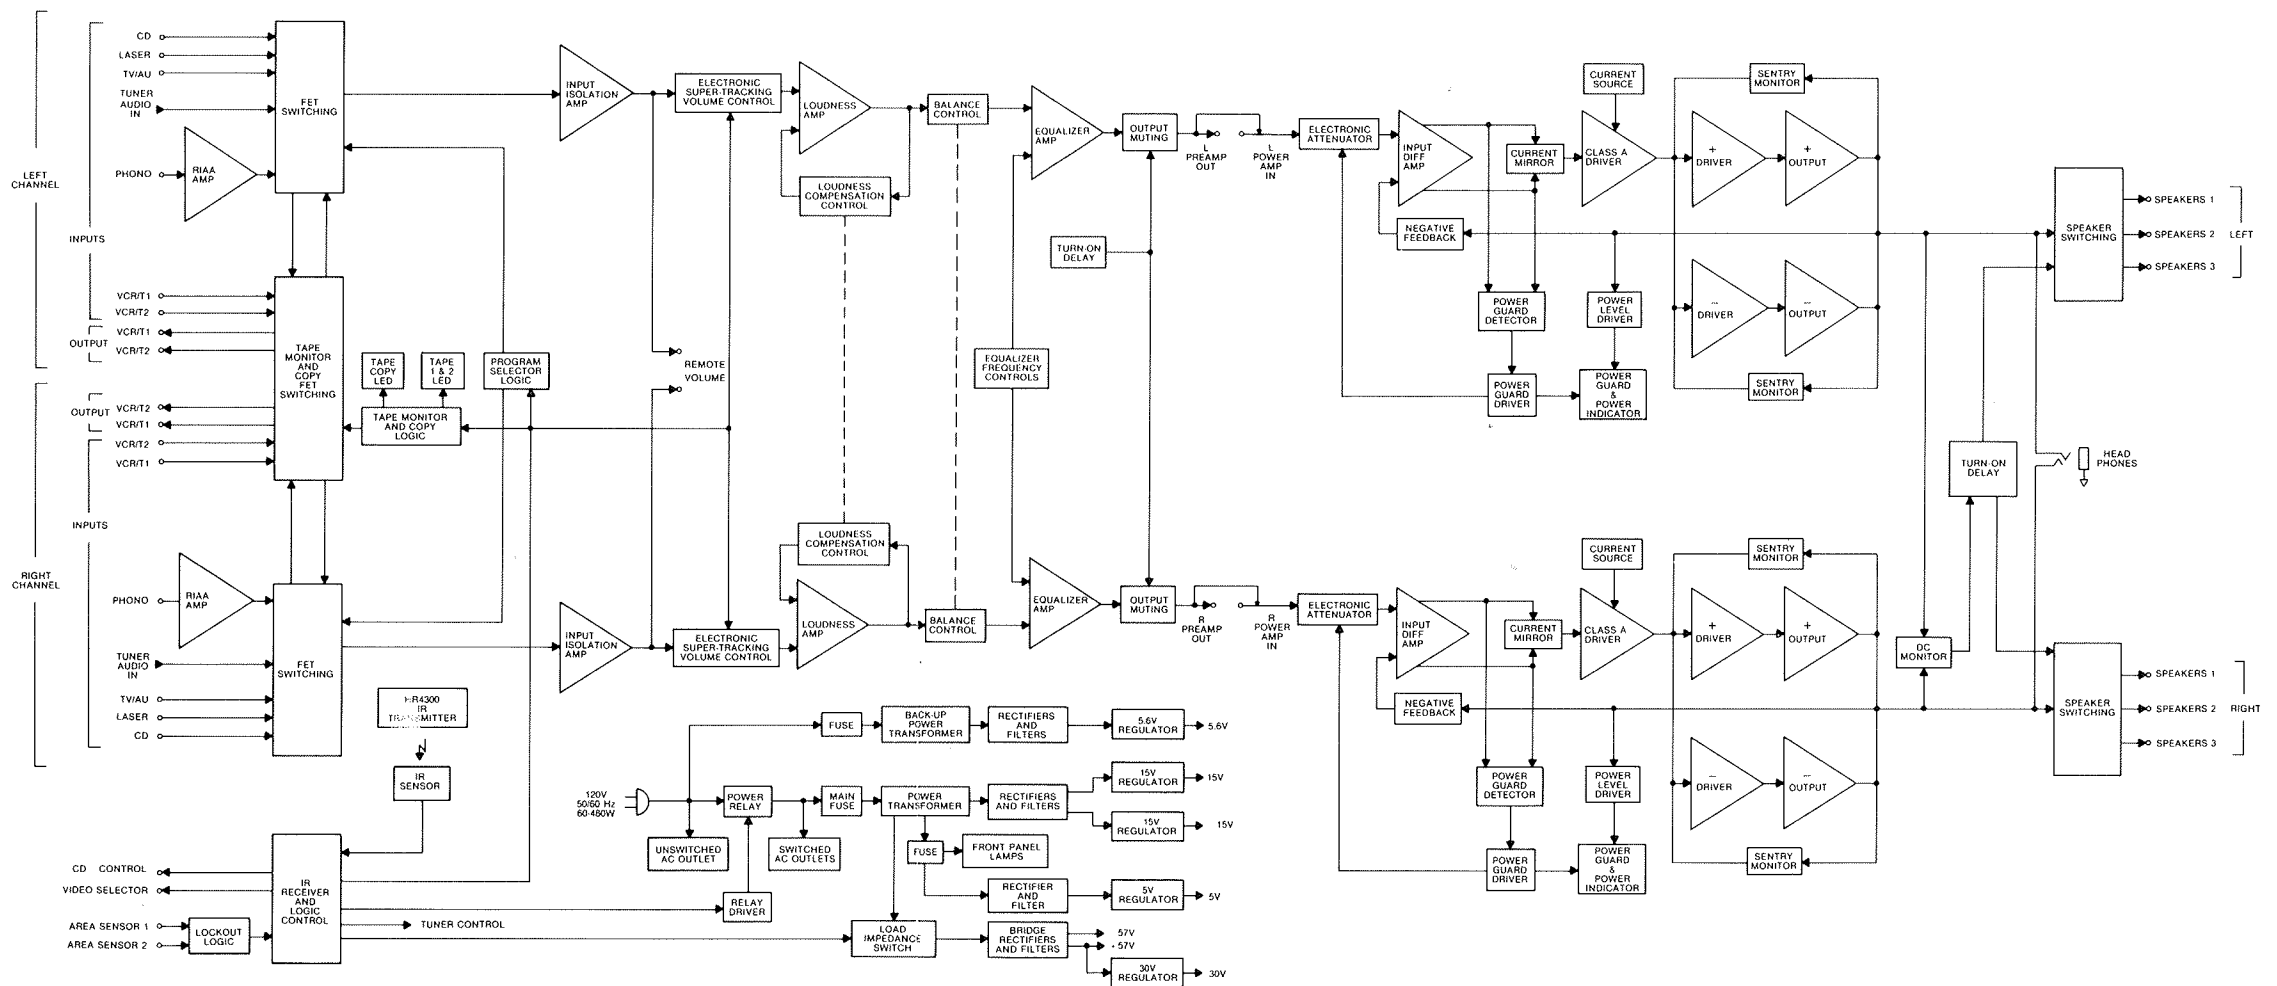 LEFT
CHANNEL
INPUTS
CD
LASER
TV/AU
TUNER
AUDIO
IN
PHONO
RIAA
AMP
FET
SWITCHING
VCR/T1
VCR/T2
OUTPUT
VCR/T1
VCR/T2
TAPE
MONITOR
AND
COPY
FET
SWITCHING
TAPE
COPY
LED
TAPE
1 & 2
LED
PROGRAM
SELECTOR
LOGIC
TAPE MONITOR
AND COPY
LOGIC
RIGHT
CHANNEL
OUTPUT
VCR/T2
VCR/T1
VCR/T2
VCR/T1
INPUTS
PHONO
RIAA
AMP
TUNER
AUDIO
IN
TV/AU
LASER
CD
FET
SWITCHING
INPUT
ISOLATION
AMP
ELECTRONIC
SUPER-TRACKING
VOLUME CONTROL
LOUDNESS
AMP
LOUDNESS
COMPENSATION
CONTROL
BALANCE
CONTROL
EQUALIZER
AMP
OUTPUT
MUTING
L
PREAMP
OUT
L
POWER
AMP
IN
TURN-ON
DELAY
REMOTE
VOLUME
EQUALIZER
FREQUENCY
CONTROLS
LOUDNESS
COMPENSATION
CONTROL
INPUT
ISOLATION
AMP
ELECTRONIC
SUPER-TRACKING
VOLUME CONTROL
LOUDNESS
AMP
BALANCE
CONTROL
EQUALIZER
AMP
OUTPUT
MUTING
R
PREAMP
OUT
R
POWER
AMP
IN
ELECTRONIC
ATTENUATOR
INPUT
DIFF
AMP
CURRENT
MIRROR
CURRENT
SOURCE
CLASS A
DRIVER
SENTRY
MONITOR
+
DRIVER
+
OUTPUT
NEGATIVE
FEEDBACK
POWER
GUARD
DETECTOR
POWER
LEVEL
DRIVER
−
DRIVER
−
OUTPUT
POWER
GUARD
DRIVER
POWER
GUARD
&
POWER
INDICATOR
SENTRY
MONITOR
SPEAKER
SWITCHING
SPEAKERS 1
SPEAKERS 2
SPEAKERS 3
LEFT
TURN-ON
DELAY
HEAD
PHONES
DC
MONITOR
ELECTRONIC
ATTENUATOR
INPUT
DIFF
AMP
CURRENT
MIRROR
CURRENT
SOURCE
CLASS A
DRIVER
SENTRY
MONITOR
+
DRIVER
+
OUTPUT
NEGATIVE
FEEDBACK
POWER
GUARD
DETECTOR
POWER
LEVEL
DRIVER
−
DRIVER
−
OUTPUT
POWER
GUARD
DRIVER
POWER
GUARD
&
POWER
INDICATOR
SENTRY
MONITOR
SPEAKER
SWITCHING
SPEAKERS 1
SPEAKERS 2
SPEAKERS 3
RIGHT
IR
TRANSMITTER
IR
SENSOR
CD CONTROL
VIDEO SELECTOR
AREA SENSOR 1
AREA SENSOR 2
LOCKOUT
LOGIC
IR
RECEIVER
AND
LOGIC
CONTROL
TUNER CONTROL
FUSE
BACK-UP
POWER
TRANSFORMER
RECTIFIERS
AND
FILTERS
5.6V
REGULATOR
5.6V
120V
50/60 Hz
60-480W
POWER
RELAY
MAIN
FUSE
POWER
TRANSFORMER
RECTIFIERS
AND FILTERS
15V
REGULATOR
15V
15V
REGULATOR
15V
UNSWITCHED
AC OUTLET
SWITCHED
AC OUTLETS
FUSE
FRONT PANEL
LAMPS
RELAY
DRIVER
RECTIFIER
AND
FILTER
5V
REGULATOR
5V
LOAD
IMPEDANCE
SWITCH
BRIDGE
RECTIFIERS
AND FILTERS
57V
+57V
30V
REGULATOR
30V